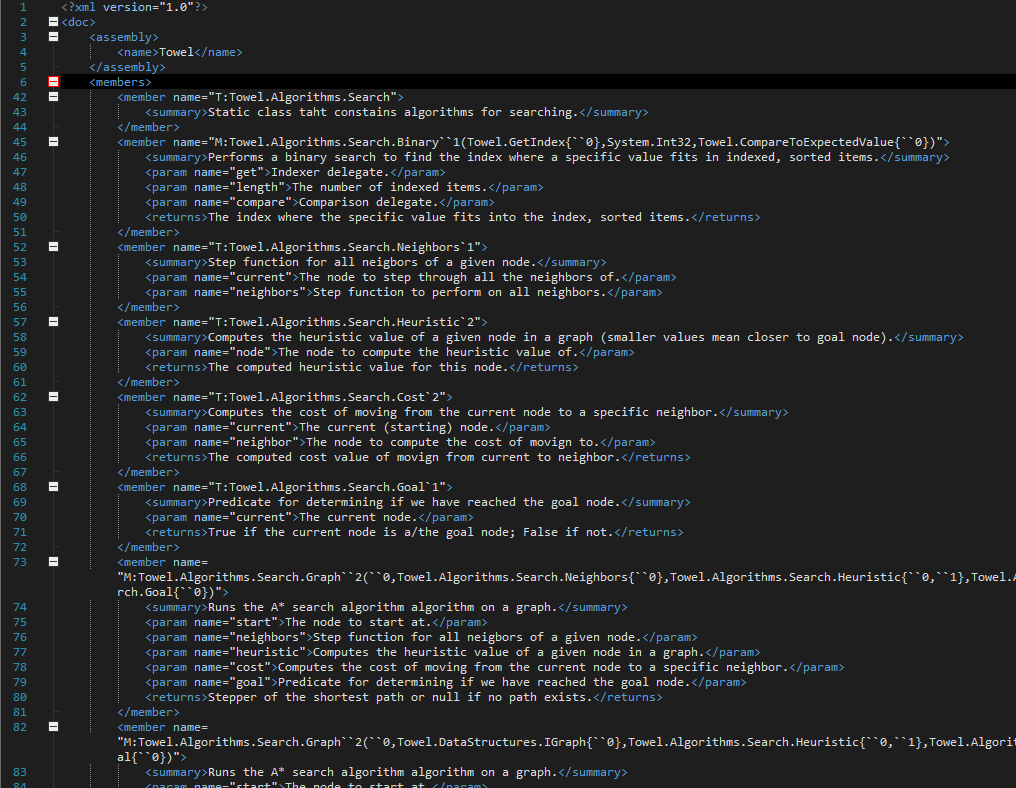 1 <?xml version="1.0"?>
2 <doc>
3 <assembly>
4 <name>Towel</name>
5 </assembly>
6 <members>
42 <member name="T:Towel.Algorithms.Search">
43 <summary>Static class taht constains algorithms for searching.</summary>
44 </member>
45 <member name="M:Towel.Algorithms.Search.Binary``1(Towel.GetIndex{``0},System.Int32,Towel.CompareToExpectedValue{``0})">
46 <summary>Performs a binary search to find the index where a specific value fits in indexed, sorted items.</summary>
47 <param name="get">Indexer delegate.</param>
48 <param name="length">The number of indexed items.</param>
49 <param name="compare">Comparison delegate.</param>
50 <returns>The index where the specific value fits into the index, sorted items.</returns>
51 </member>
52 <member name="T:Towel.Algorithms.Search.Neighbors`1">
53 <summary>Step function for all neigbors of a given node.</summary>
54 <param name="current">The node to step through all the neighbors of.</param>
55 <param name="neighbors">Step function to perform on all neighbors.</param>
56 </member>
57 <member name="T:Towel.Algorithms.Search.Heuristic`2">
58 <summary>Computes the heuristic value of a given node in a graph (smaller values mean closer to goal node).</summary>
59 <param name="node">The node to compute the heuristic value of.</param>
60 <returns>The computed heuristic value for this node.</returns>
61 </member>
62 <member name="T:Towel.Algorithms.Search.Cost`2">
63 <summary>Computes the cost of moving from the current node to a specific neighbor.</summary>
64 <param name="current">The current (starting) node.</param>
65 <param name="neighbor">The node to compute the cost of movign to.</param>
66 <returns>The computed cost value of movign from current to neighbor.</returns>
67 </member>
68 <member name="T:Towel.Algorithms.Search.Goal`1">
69 <summary>Predicate for determining if we have reached the goal node.</summary>
70 <param name="current">The current node.</param>
71 <returns>True if the current node is a/the goal node; False if not.</returns>
72 </member>
73 <member name=
"M:Towel.Algorithms.Search.Graph``2(``0,Towel.Algorithms.Search.Neighbors{``0},Towel.Algorithms.Search.Heuristic{``0,``1},Towel.A
rch.Goal{``0})">
74 <summary>Runs the A* search algorithm algorithm on a graph.</summary>
75 <param name="start">The node to start at.</param>
76 <param name="neighbors">Step function for all neigbors of a given node.</param>
77 <param name="heuristic">Computes the heuristic value of a given node in a graph.</param>
78 <param name="cost">Computes the cost of moving from the current node to a specific neighbor.</param>
79 <param name="goal">Predicate for determining if we have reached the goal node.</param>
80 <returns>Stepper of the shortest path or null if no path exists.</returns>
81 </member>
82 <member name=
"M:Towel.Algorithms.Search.Graph``2(``0,Towel.DataStructures.IGraph{``0},Towel.Algorithms.Search.Heuristic{``0,``1},Towel.Algorit
al{``0})">
83 <summary>Runs the A* search algorithm algorithm on a graph.</summary>
84 <param name="start">The node to start at.</param>